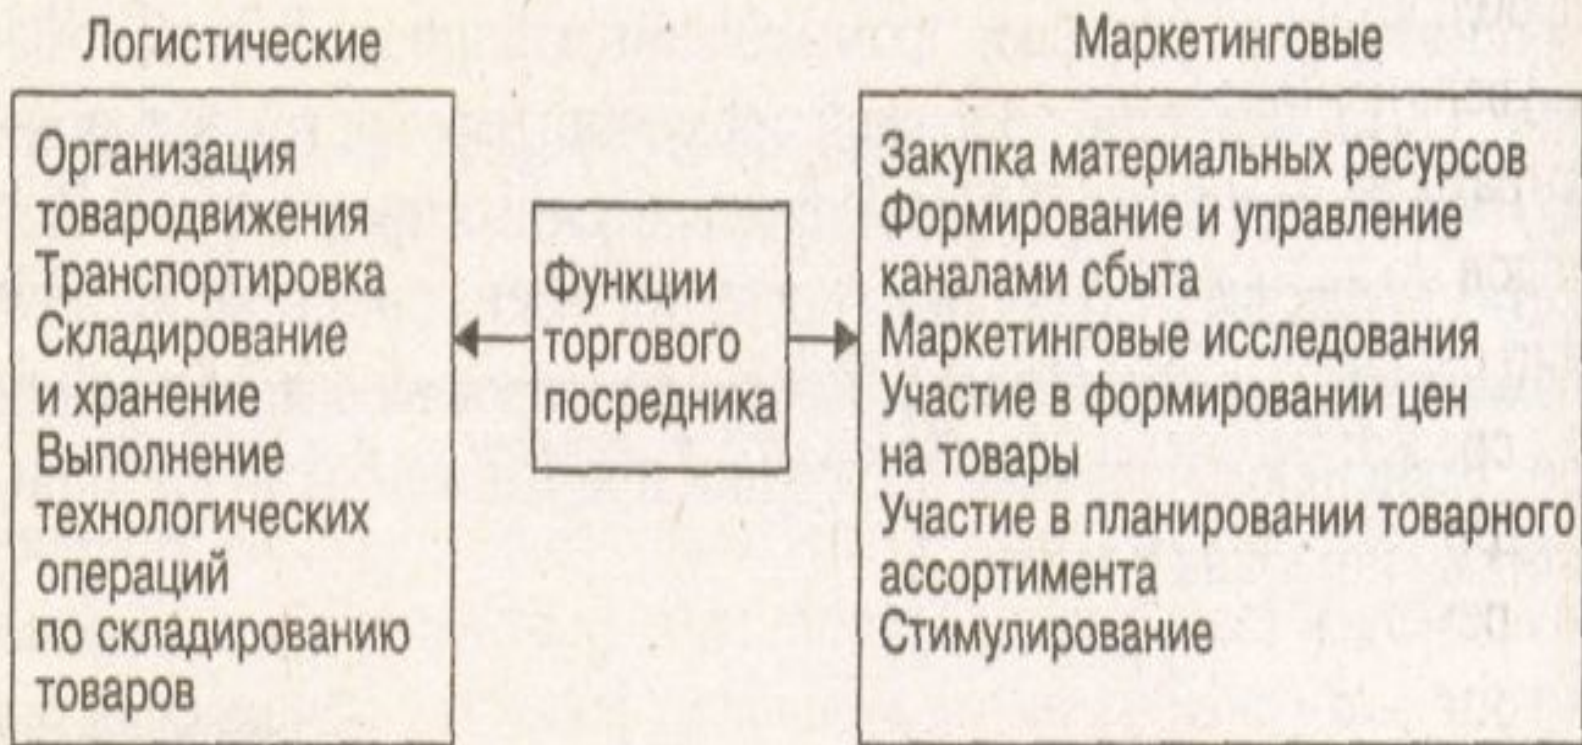 Логистические
Организация
товародвижения
Транспортировка
Складирование
и хранение
Выполнение
технологических
операций
по складированию
товаров
Функции
торгового
посредника
Маркетинговые
Закупка материальных ресурсов
Формирование и управление
каналами сбыта
Маркетинговые исследования
Участие в формировании цен
на товары
Участие в планировании товарного
ассортимента
Стимулирование